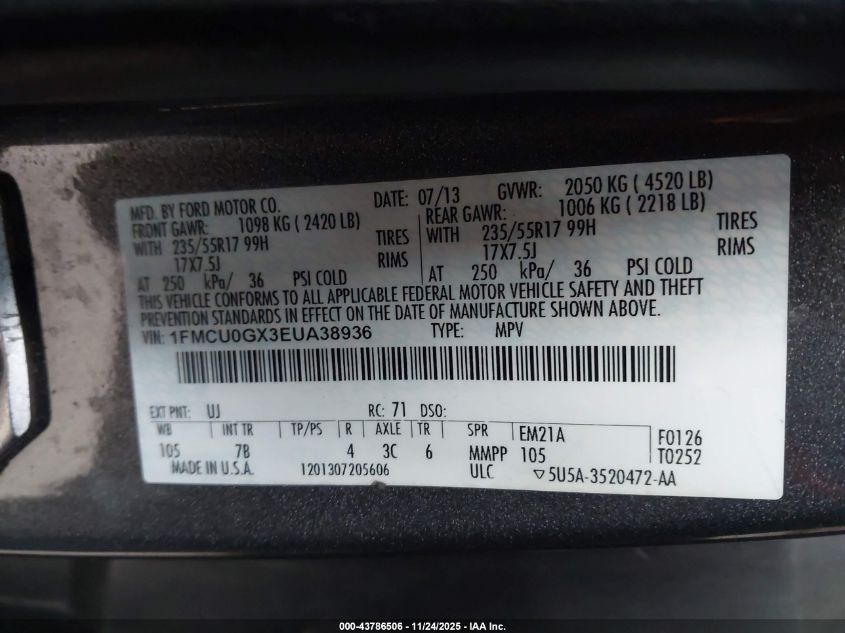 MFD. BY FORD MOTOR CO. DATE: 07/13 GVWR: 2050 KG ( 4520 LB)
FRONT GAWR: 1098 KG ( 2420 LB) REAR GAWR: 1006 KG ( 2218 LB)
WITH 235/55R17 99H TIRES WITH 235/55R17 99H TIRES
17X7.5J RIMS 17X7.5J RIMS
AT 250 kPa/ 36 PSI COLD AT 250 kPa/ 36 PSI COLD
THIS VEHICLE CONFORMS TO ALL APPLICABLE FEDERAL MOTOR VEHICLE SAFETY AND THEFT
PREVENTION STANDARDS IN EFFECT ON THE DATE OF MANUFACTURE SHOWN ABOVE.
VIN: 1FMCU0GX3EUA38936 TYPE: MPV
EXT PNT: UJ RC: 71 DSO:
WB INT TR TP/PS R AXLE TR SPR EM21A F0126
105 7B 4 3C 6 MMPP 105 T0252
MADE IN U.S.A. 1201307205606 ULC ▽5U5A-3520472-AA
000-43786506 - 11/24/2025 - IAA Inc.